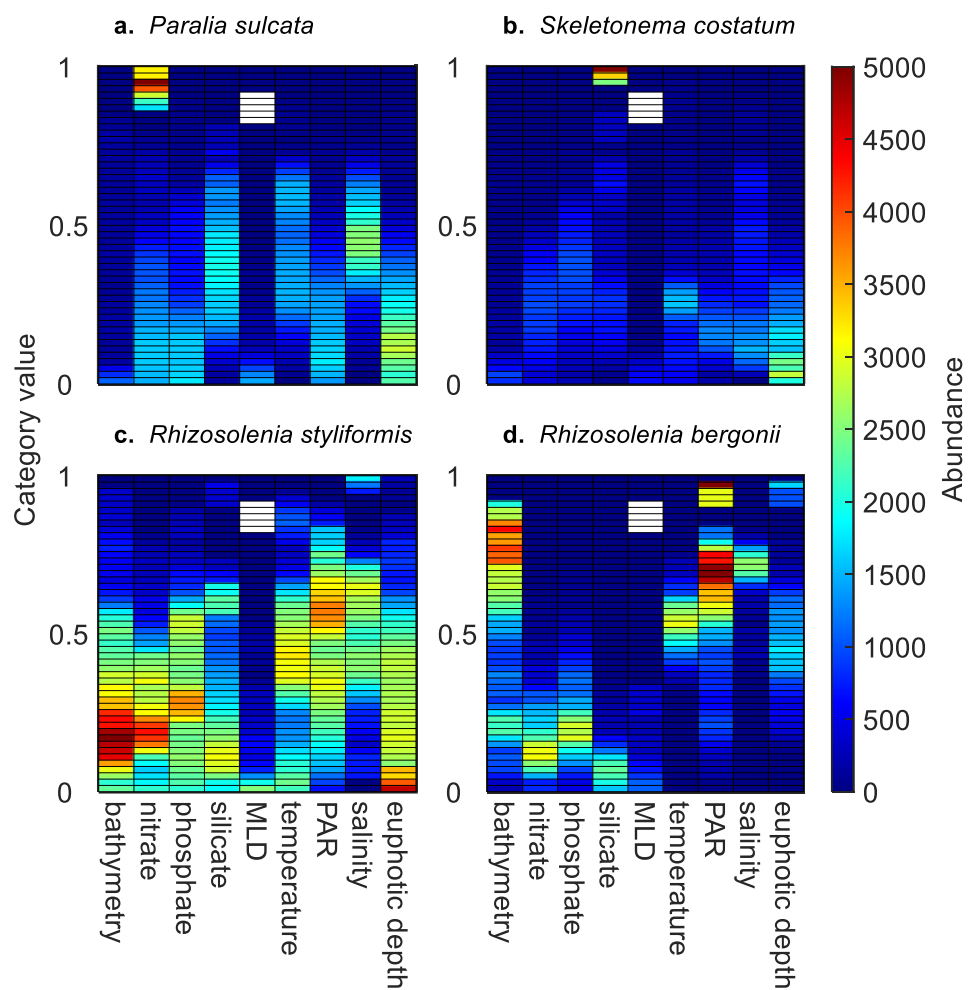 a. Paralia sulcata
b. Skeletonema costatum
1
0.5
0
1
0.5
0
5000
4500
4000
3500
3000
2500
2000
1500
1000
500
Abundance
Category value
c. Rhizosolenia styliformis
d. Rhizosolenia bergonii
1
0.5
0
1
0.5
0
bathymetry
nitrate
phosphate
silicate
MLD
temperature
PAR
salinity
euphotic depth
bathymetry
nitrate
phosphate
silicate
MLD
temperature
PAR
salinity
euphotic depth